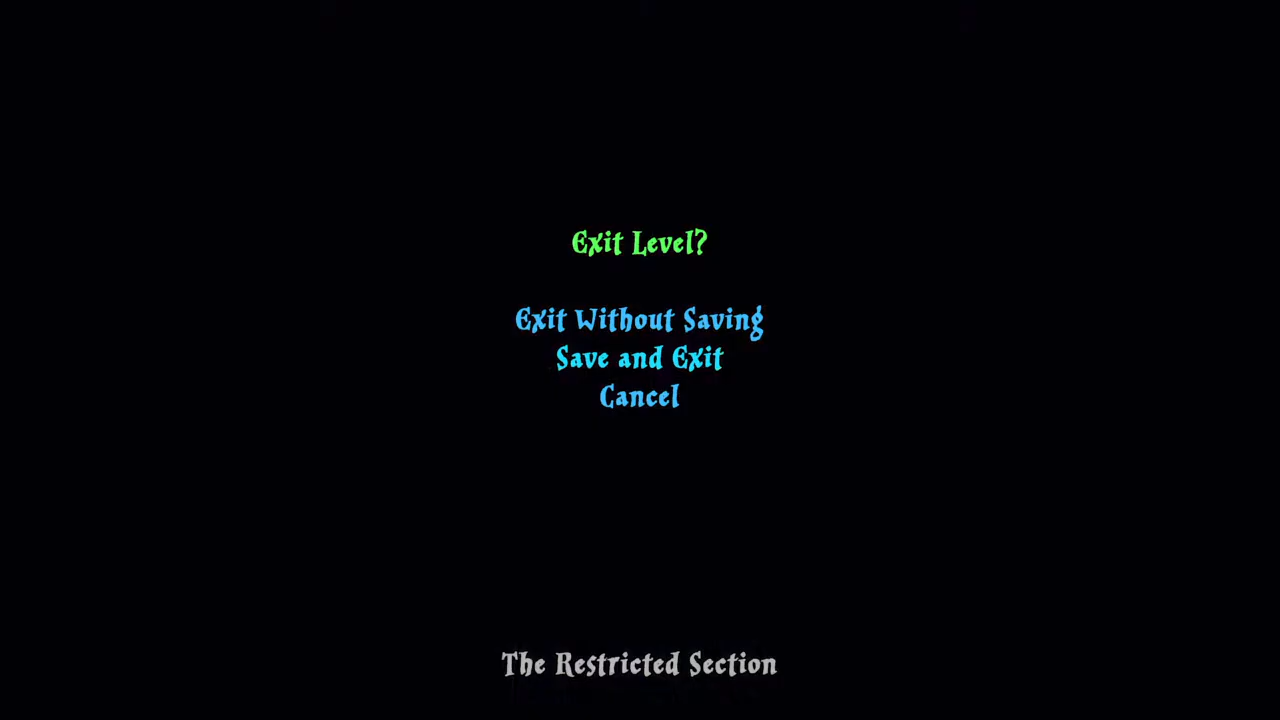 Exit Level?
Exit Without Saving
Save and Exit
Cancel
The Restricted Section